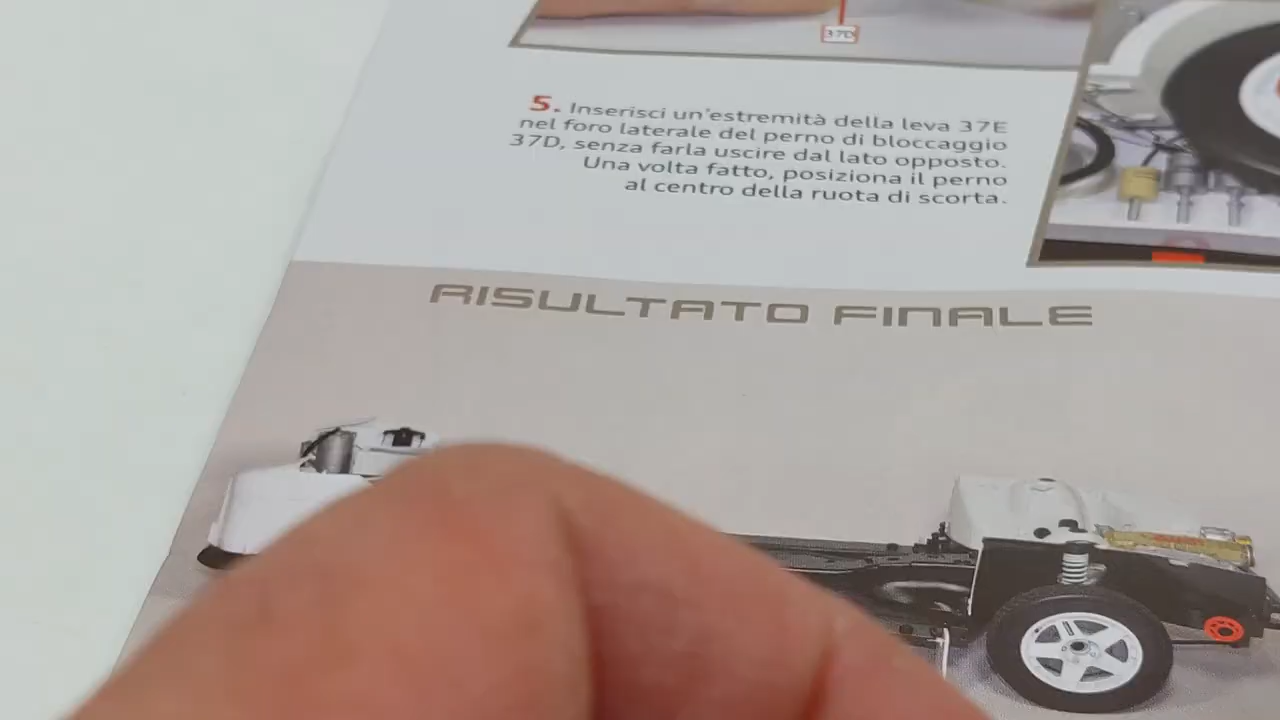 37D
5. Inserisci un'estremità della leva 37E
nel foro laterale del perno di bloccaggio
37D, senza farla uscire dal lato opposto.
Una volta fatto, posiziona il perno
al centro della ruota di scorta.
RISULTATO FINALE